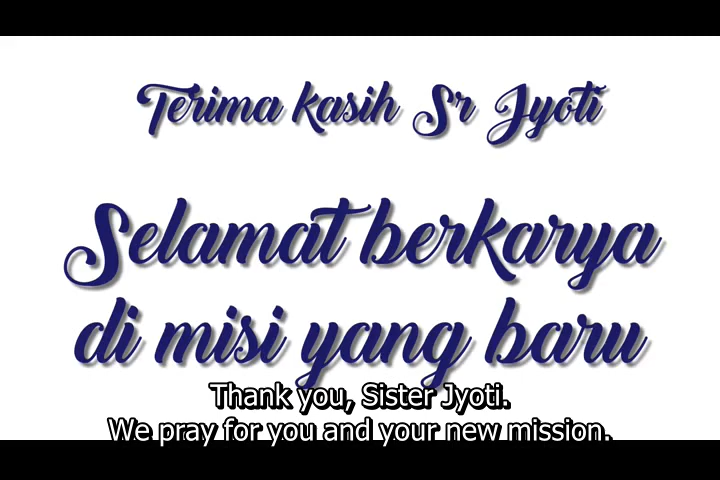 Terima kasih Sr Jyoti
Selamat berkarya
di misi yang baru
Thank you, Sister Jyoti.
We pray for you and your new mission.